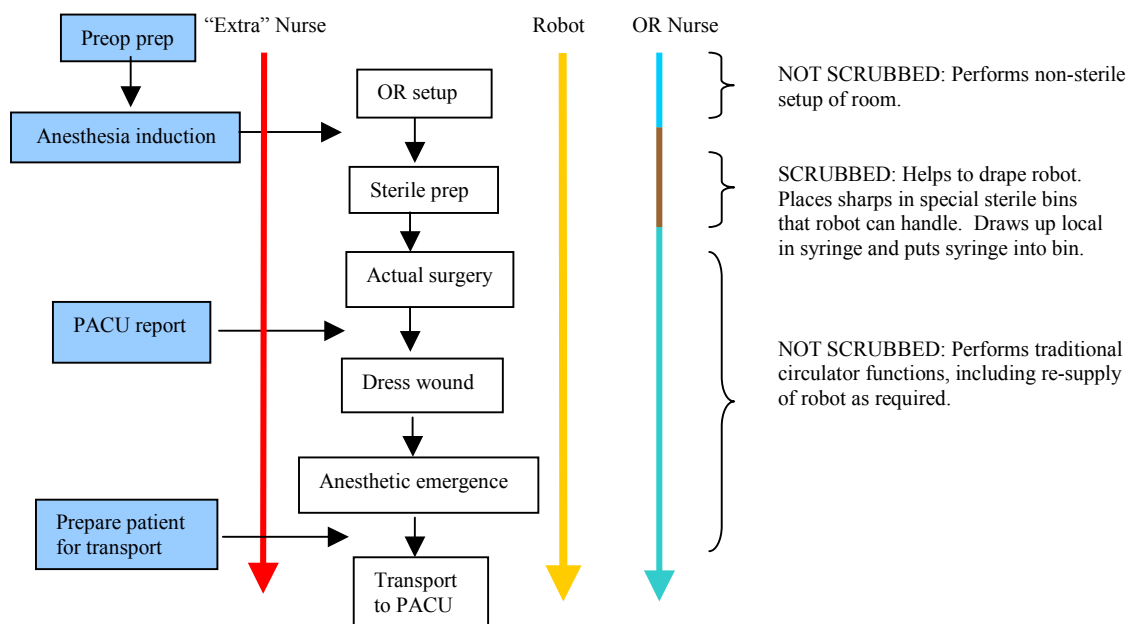 “Extra” Nurse
Robot
OR Nurse
Preop prep
Anesthesia induction
OR setup
Sterile prep
Actual surgery
PACU report
Dress wound
Anesthetic emergence
Prepare patient
for transport
Transport
to PACU
NOT SCRUBBED: Performs non-sterile
setup of room.
SCRUBBED: Helps to drape robot.
Places sharps in special sterile bins
that robot can handle.  Draws up local
in syringe and puts syringe into bin.
NOT SCRUBBED: Performs traditional
circulator functions, including re-supply
of robot as required.